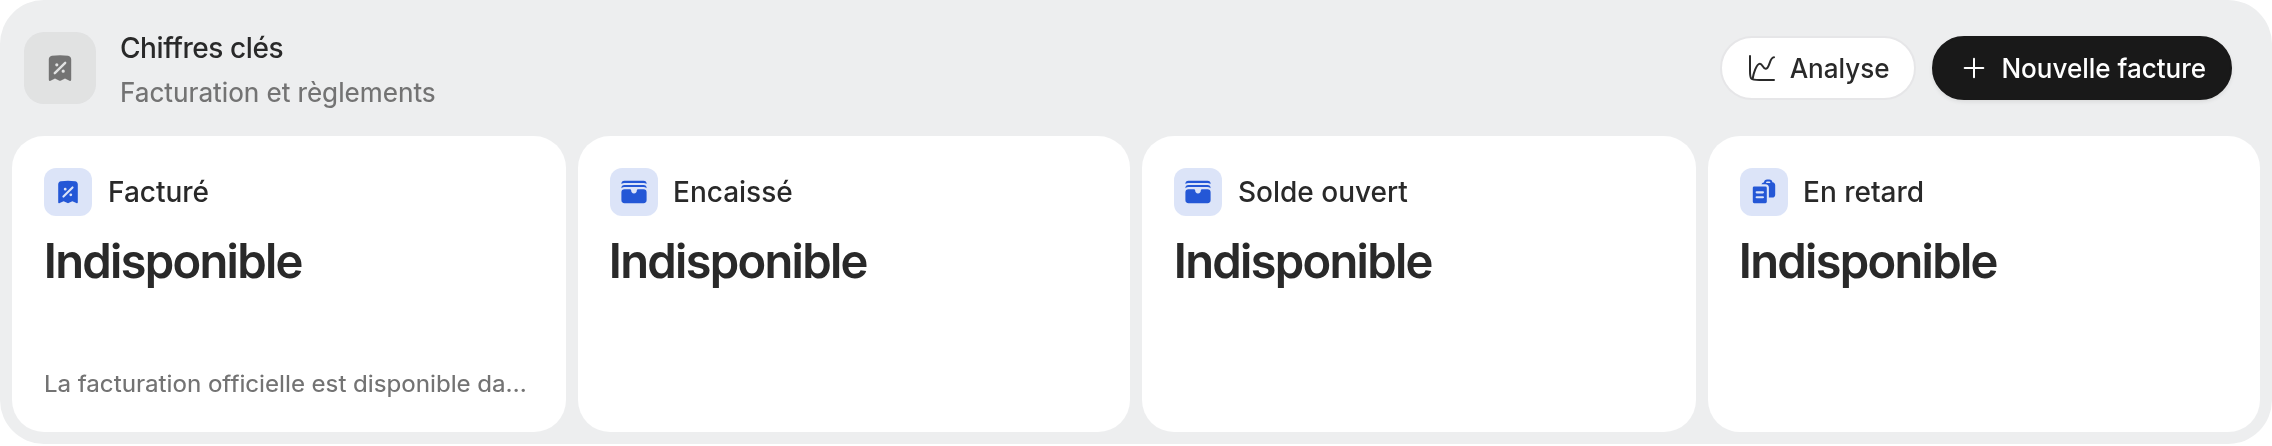 Chiffres clés
Facturation et règlements
Analyse
Nouvelle facture
Facturé
Indisponible
La facturation officielle est disponible da...
Encaissé
Indisponible
Solde ouvert
Indisponible
En retard
Indisponible